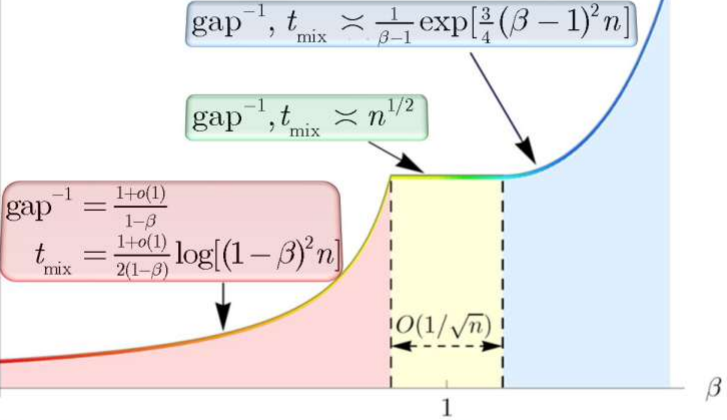 gap⁻¹, t_mix ≍ 1/(β−1) exp[3/4(β − 1)²n]
gap⁻¹, t_mix ≍ n^{1/2}
gap⁻¹ = (1+o(1))/(1−β)
t_mix = (1+o(1))/(2(1−β)) log[(1 − β)²n]
O(1/√n)
β
1